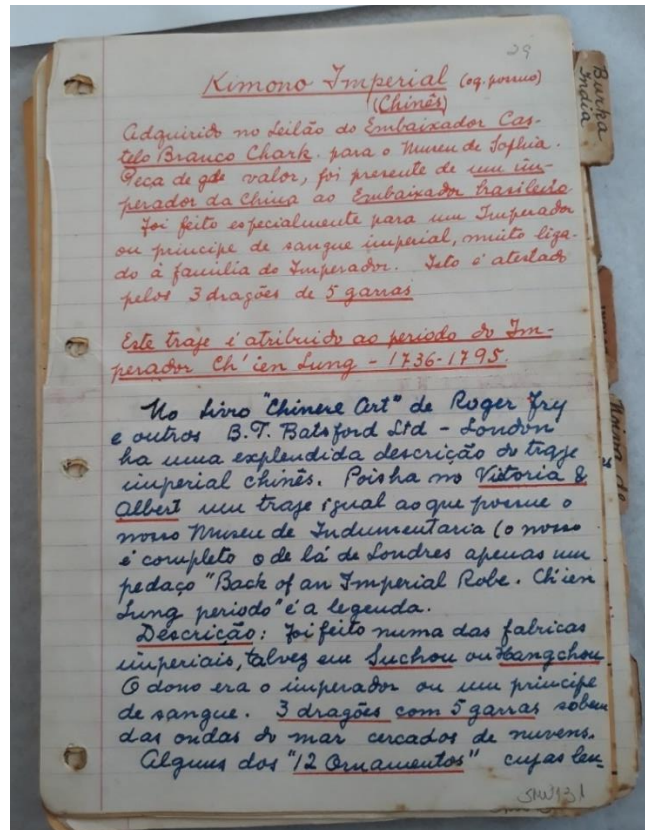 29
Kimono Imperial (og. possuo)
(Chinês)
Adquirido no Leilão do Embaixador Cas-
telo Branco Chark. para o Museu de Sophia.
Peça de gde valor, foi presente de um im-
perador da China ao Embaixador brasileiro.
Foi feito especialmente para um Imperador
ou principe de sangue imperial, muito liga-
do à familia do Imperador. Isto é atestado
pelos 3 dragões de 5 garras
Este traje é atribuido ao periodo do Im-
perador Ch'ien Lung - 1736-1795.
No livro "Chinese Art" de Roger Fry
e outros B.T. Batsford Ltd - London
ha uma explendida descrição do traje
imperial chinês. Pois ha no Vitoria &
Albert um traje igual ao que possue o
nosso Museu de Indumentaria (o nosso
é completo o de lá de Londres apenas um
pedaço "Back of an Imperial Robe. Ch'ien
Lung periodo" é a legenda.
Descrição: Foi feito numa das fabricas
imperiais, talvez em Suchou ou Hangchou
O dono era o imperador ou um principe
de sangue. 3 dragões com 5 garras sobem
das ondas do mar cercados de nuvens.
Alguns dos "12 Ornamentos" cujas len-
Burka
India